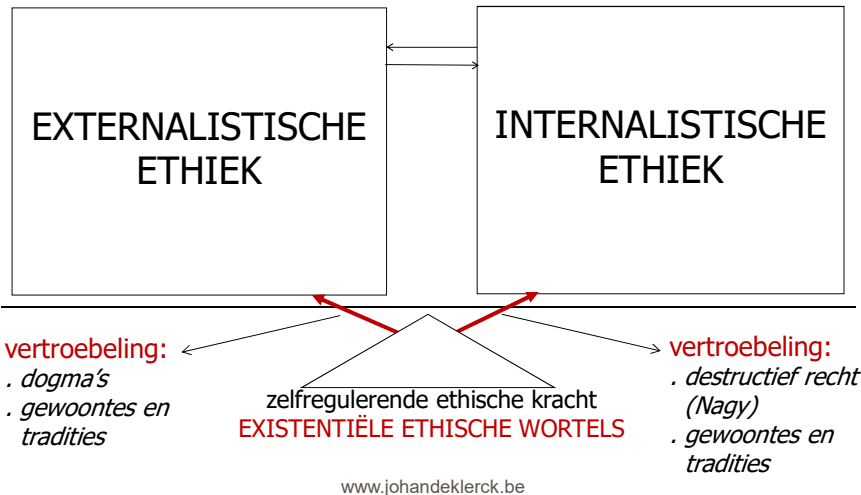 EXTERNALISTISCHE
ETHIEK
INTERNALISTISCHE
ETHIEK
vertroebeling:
. dogma's
. gewoontes en
tradities
zelfregulerende ethische kracht
EXISTENTIËLE ETHISCHE WORTELS
vertroebeling:
. destructief recht
(Nagy)
. gewoontes en
tradities
www.johandeklerck.be